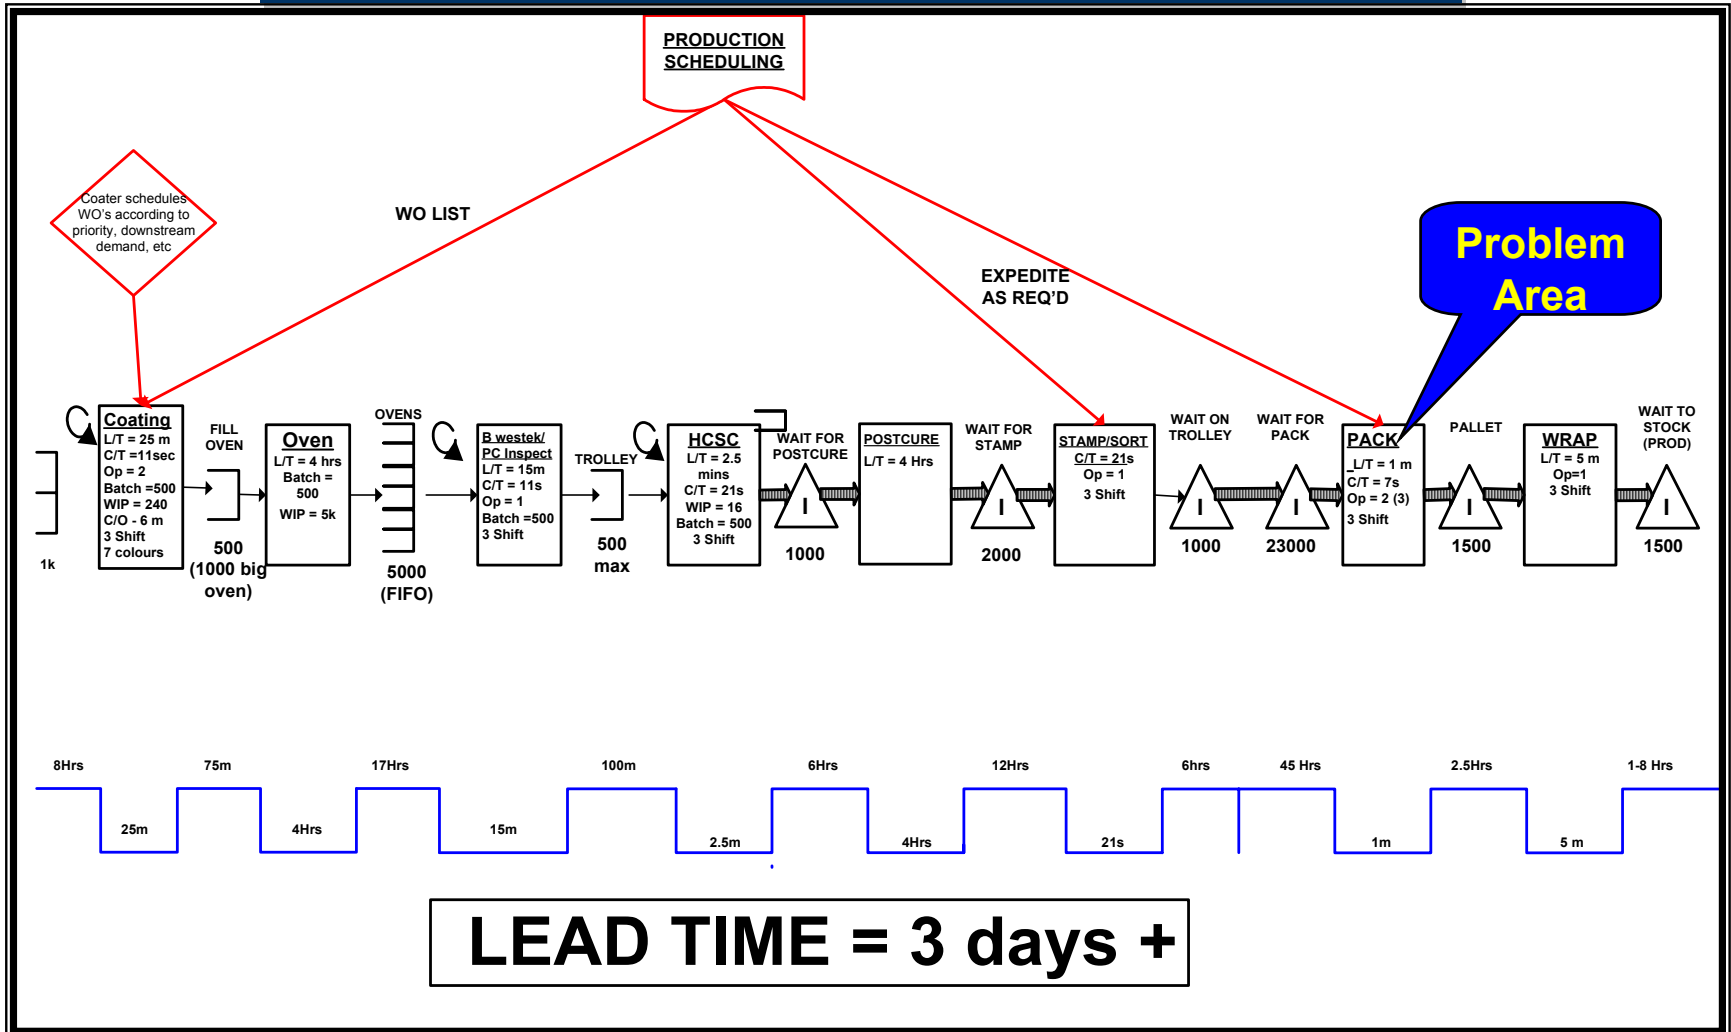 PRODUCTION
SCHEDULING
Coater schedules
WO's according to
priority, downstream
demand, etc
WO LIST
EXPEDITE
AS REQ'D
Problem
Area
1k
Coating
L/T = 25 m
C/T =11sec
Op = 2
Batch =500
WIP = 240
C/O - 6 m
3 Shift
7 colours
FILL
OVEN
500
(1000 big
oven)
Oven
L/T = 4 hrs
Batch =
500
WIP = 5k
OVENS
5000
(FIFO)
B westek/
PC Inspect
L/T = 15m
C/T = 11s
Op = 1
Batch=500
3 Shift
TROLLEY
500
max
HCSC
L/T = 2.5
mins
C/T = 21s
WIP = 16
Batch = 500
3 Shift
WAIT FOR
POSTCURE
I
1000
POSTCURE
L/T = 4 Hrs
WAIT FOR
STAMP
I
2000
STAMP/SORT
C/T = 21s
Op = 1
3 Shift
WAIT ON
TROLLEY
I
1000
WAIT FOR
PACK
I
23000
PACK
L/T = 1 m
C/T = 7s
Op = 2 (3)
3 Shift
PALLET
I
1500
WRAP
L/T = 5 m
Op=1
3 Shift
WAIT TO
STOCK
(PROD)
I
1500
8Hrs
75m
17Hrs
100m
6Hrs
12Hrs
6hrs
45 Hrs
2.5Hrs
1-8 Hrs
25m
4Hrs
15m
2.5m
4Hrs
21s
1m
5 m
LEAD TIME = 3 days +